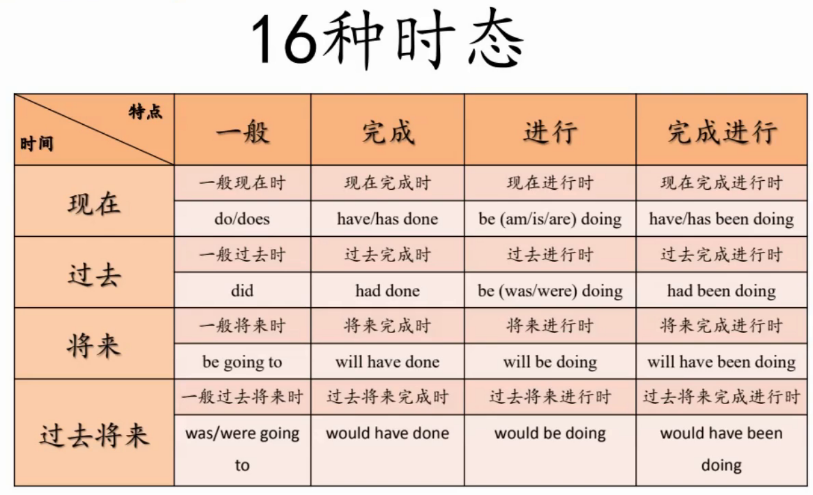 16种时态
特点
时间
一般 完成 进行 完成进行
现在
一般现在时 现在完成时 现在进行时 现在完成进行时
do/does have/has done be (am/is/are) doing have/has been doing
过去
一般过去时 过去完成时 过去进行时 过去完成进行时
did had done be (was/were) doing had been doing
将来
一般将来时 将来完成时 将来进行时 将来完成进行时
be going to will have done will be doing will have been doing
过去将来
一般过去将来时 过去将来完成时 过去将来进行时 过去将来完成进行时
was/were going would have done would be doing would have been
to doing